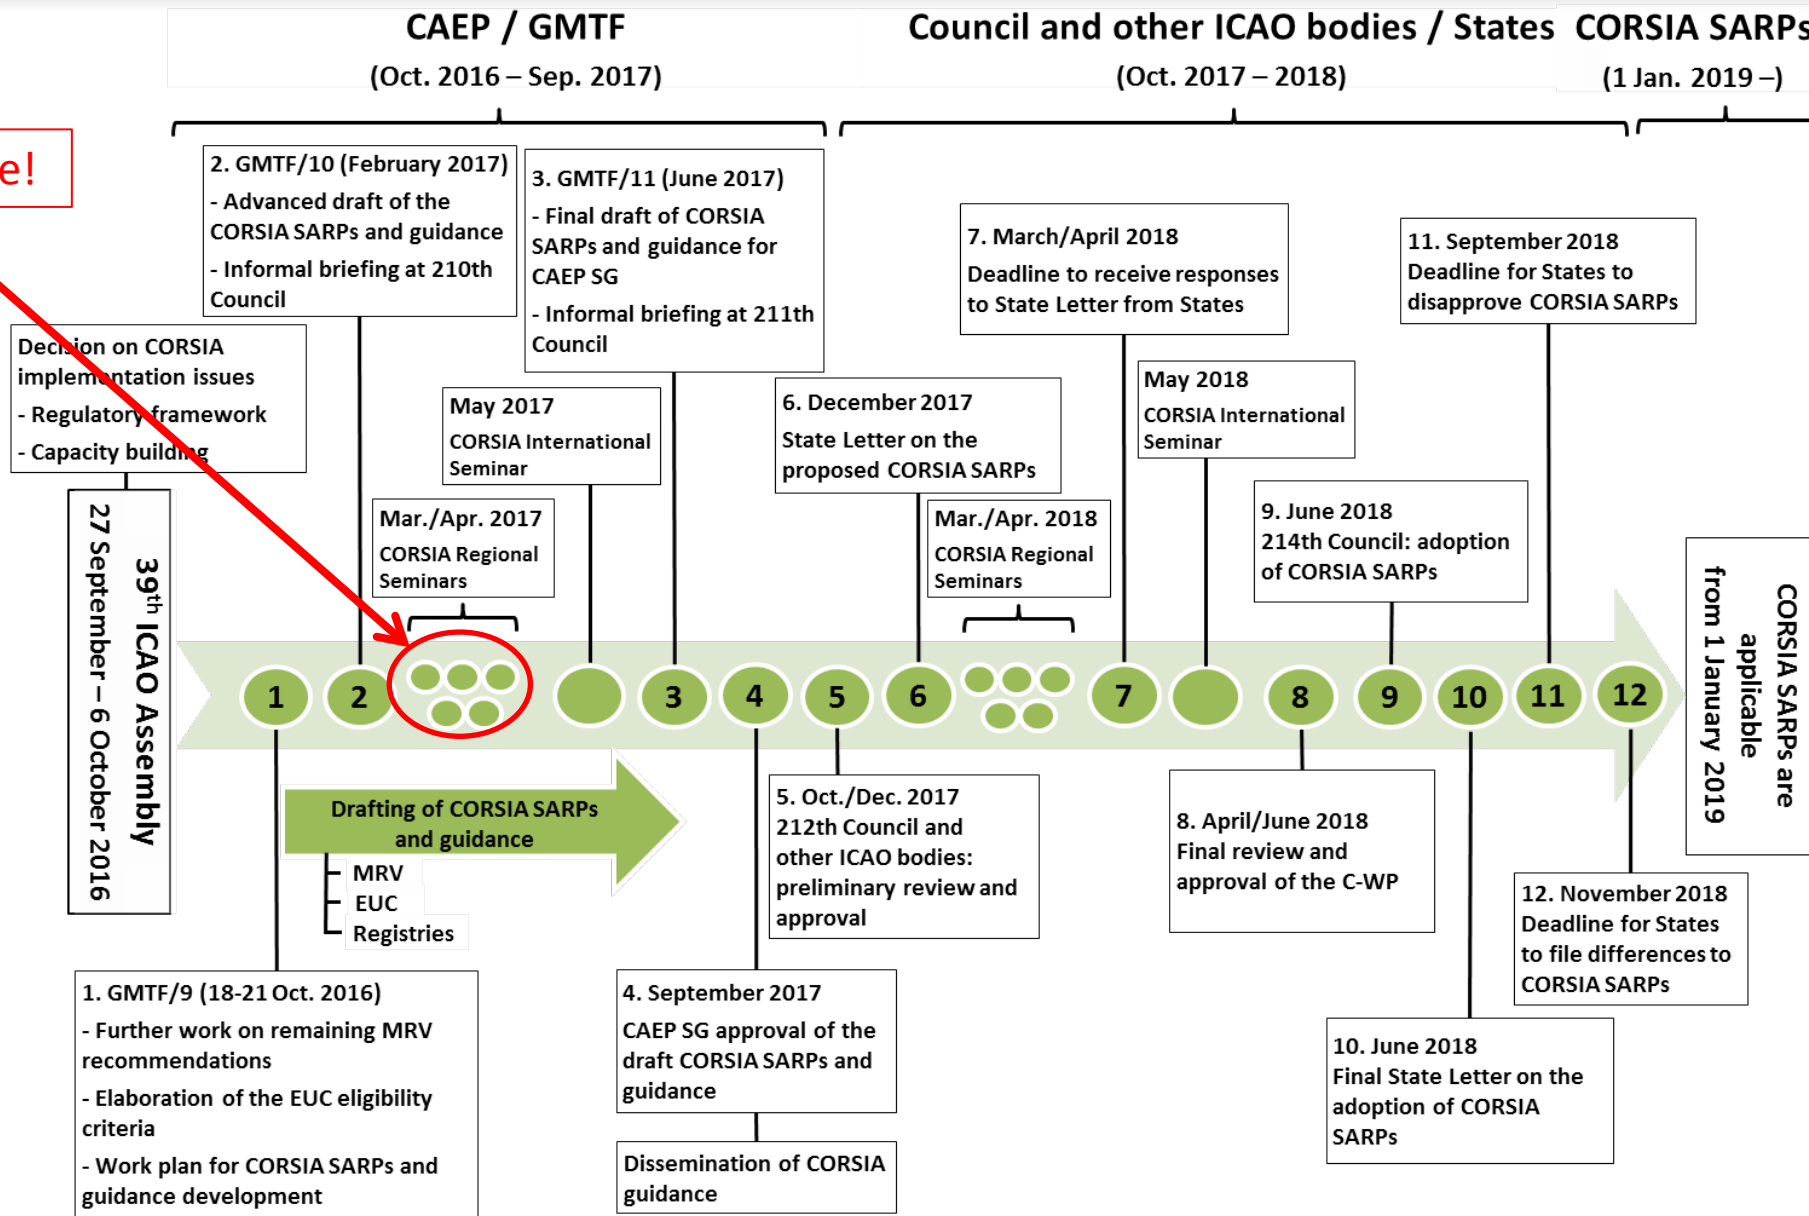 CAEP / GMTF
(Oct. 2016 – Sep. 2017)
Council and other ICAO bodies / States
(Oct. 2017 – 2018)
CORSIA SARPs
(1 Jan. 2019 –)
e!
2. GMTF/10 (February 2017)
- Advanced draft of the
CORSIA SARPs and guidance
- Informal briefing at 210th
Council
3. GMTF/11 (June 2017)
- Final draft of CORSIA
SARPs and guidance for
CAEP SG
- Informal briefing at 211th
Council
7. March/April 2018
Deadline to receive responses
to State Letter from States
11. September 2018
Deadline for States to
disapprove CORSIA SARPs
Decision on CORSIA
implementation issues
- Regulatory framework
- Capacity building
May 2017
CORSIA International
Seminar
6. December 2017
State Letter on the
proposed CORSIA SARPs
May 2018
CORSIA International
Seminar
Mar./Apr. 2017
CORSIA Regional
Seminars
Mar./Apr. 2018
CORSIA Regional
Seminars
9. June 2018
214th Council: adoption
of CORSIA SARPs
39th ICAO Assembly
27 September – 6 October 2016
1
2
3
4
5
6
7
8
9
10
11
12
CORSIA SARPs are
applicable
from 1 January 2019
Drafting of CORSIA SARPs
and guidance
MRV
EUC
Registries
5. Oct./Dec. 2017
212th Council and
other ICAO bodies:
preliminary review and
approval
8. April/June 2018
Final review and
approval of the C-WP
12. November 2018
Deadline for States
to file differences to
CORSIA SARPs
1. GMTF/9 (18-21 Oct. 2016)
- Further work on remaining MRV
recommendations
- Elaboration of the EUC eligibility
criteria
- Work plan for CORSIA SARPs and
guidance development
4. September 2017
CAEP SG approval of the
draft CORSIA SARPs and
guidance
Dissemination of CORSIA
guidance
10. June 2018
Final State Letter on the
adoption of CORSIA
SARPs